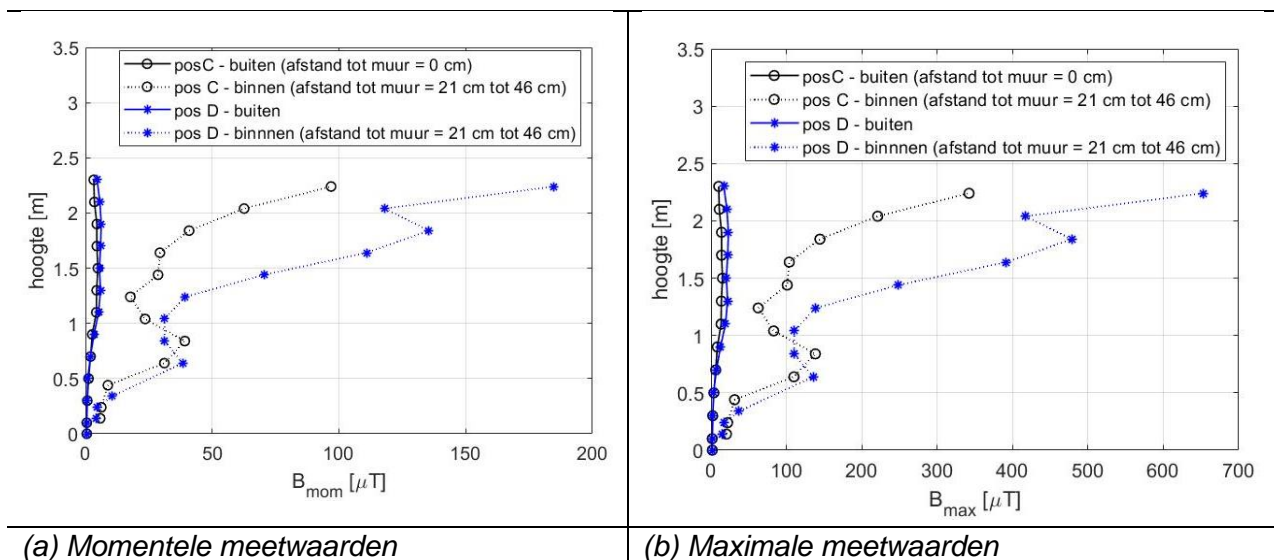 3.5
3
2.5
2
1.5
1
0.5
0
hoogte [m]
posC - buiten (afstand tot muur = 0 cm)
pos C - binnen (afstand tot muur = 21 cm tot 46 cm)
pos D - buiten
pos D - binnnen (afstand tot muur = 21 cm tot 46 cm)
0 50 100 150 200
B_mom [μT]
(a) Momentele meetwaarden
3.5
3
2.5
2
1.5
1
0.5
0
hoogte [m]
posC - buiten (afstand tot muur = 0 cm)
pos C - binnen (afstand tot muur = 21 cm tot 46 cm)
pos D - buiten
pos D - binnnen (afstand tot muur = 21 cm tot 46 cm)
0 100 200 300 400 500 600 700
B_max [μT]
(b) Maximale meetwaarden